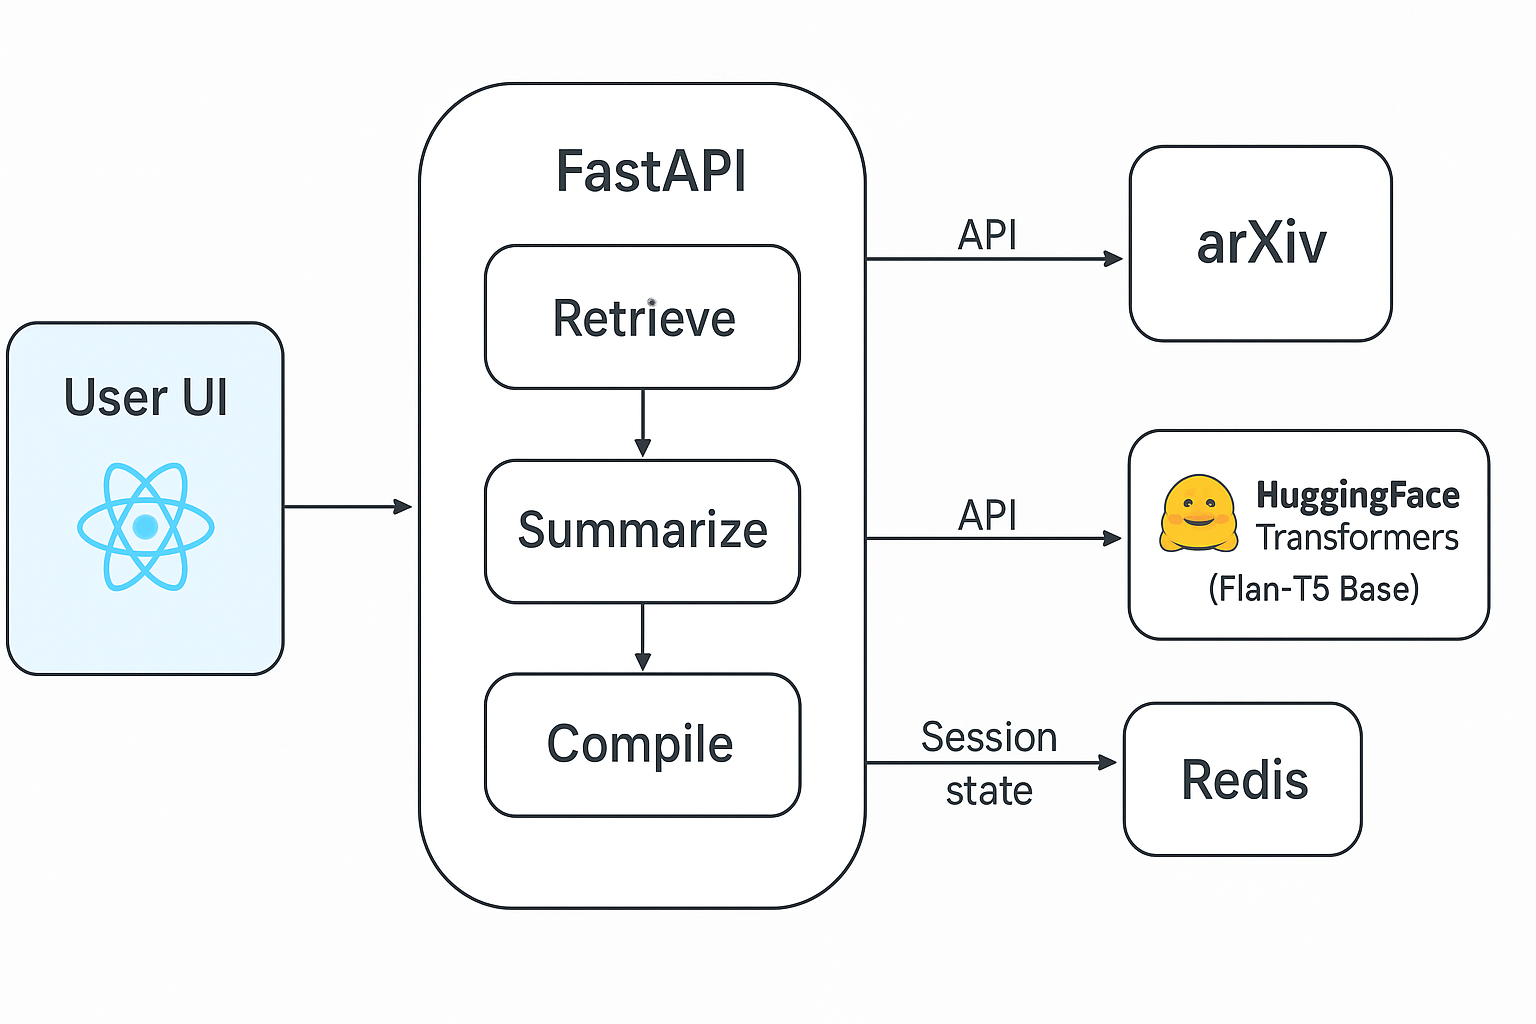 User UI
FastAPI
Retrieve
Summarize
Compile
API
arXiv
API
HuggingFace
Transformers
(Flan-T5 Base)
Session
state
Redis